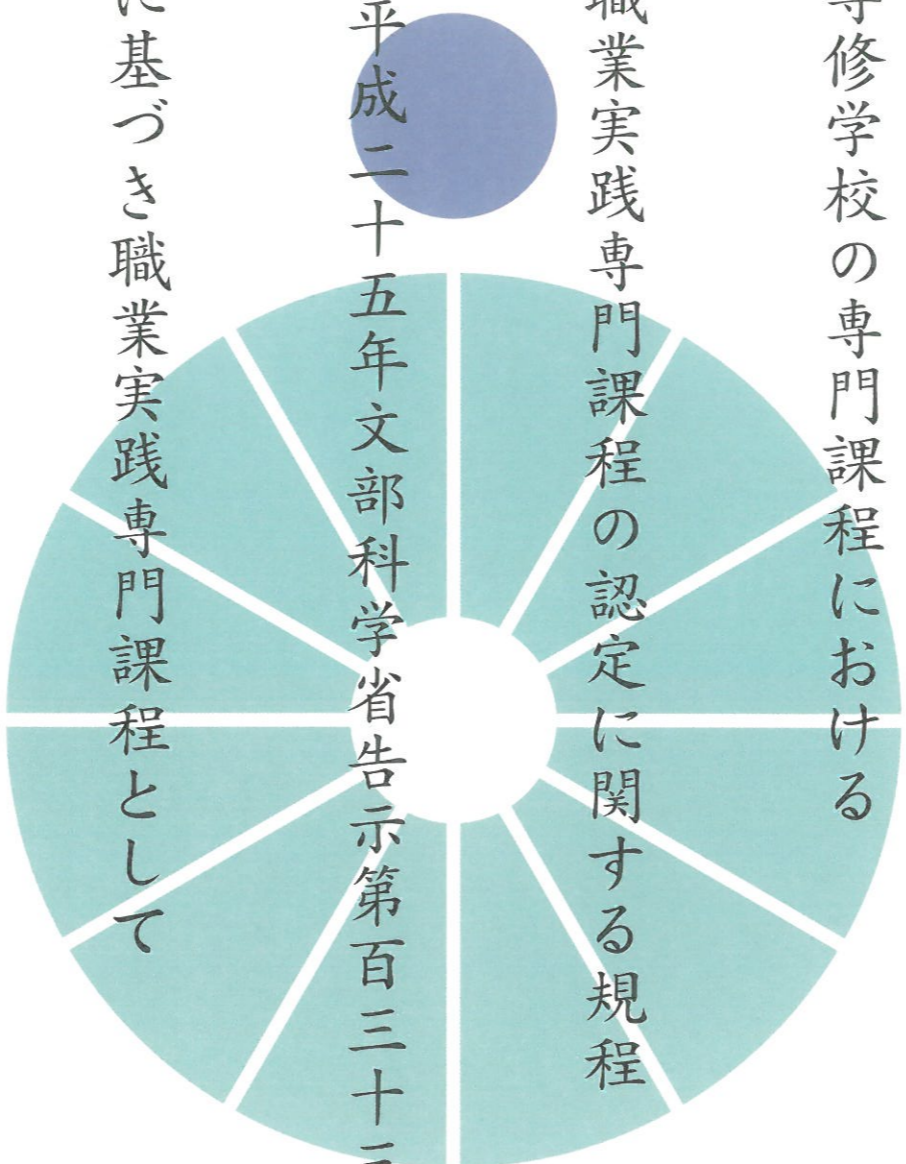 専修学校の専門課程における
職業実践専門課程の認定に関する規程
平成二十五年文部科学省告示第百三十
に基づき職業実践専門課程として